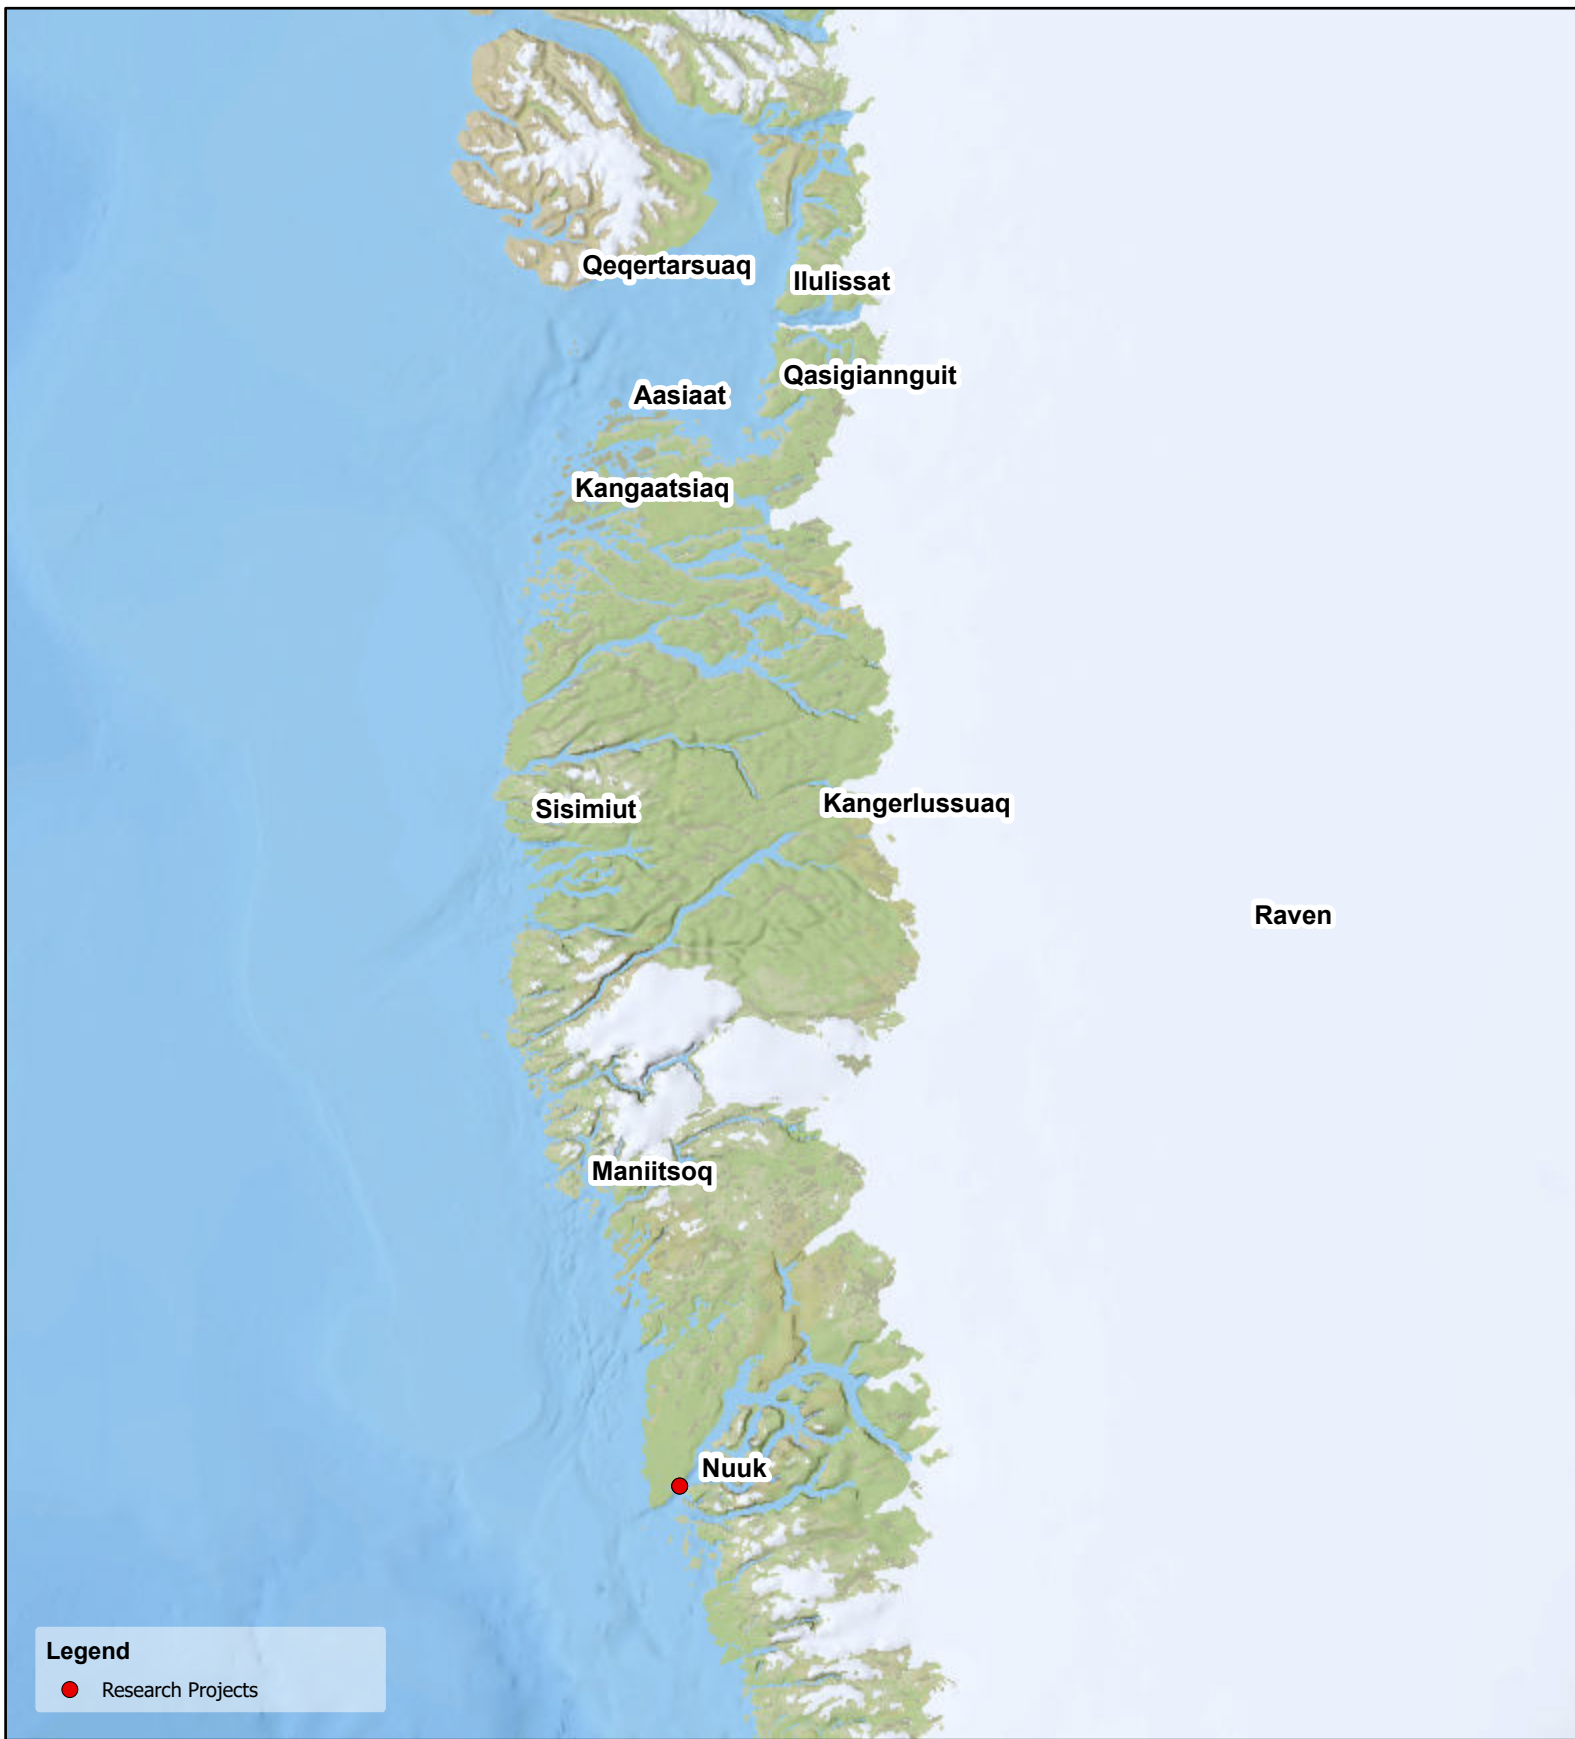 Qeqertarsuaq
Ilulissat
Qasigiannguit
Aasiaat
Kangaatsiaq
Sisimiut
Kangerlussuaq
Raven
Maniitsoq
Nuuk
Legend
Research Projects